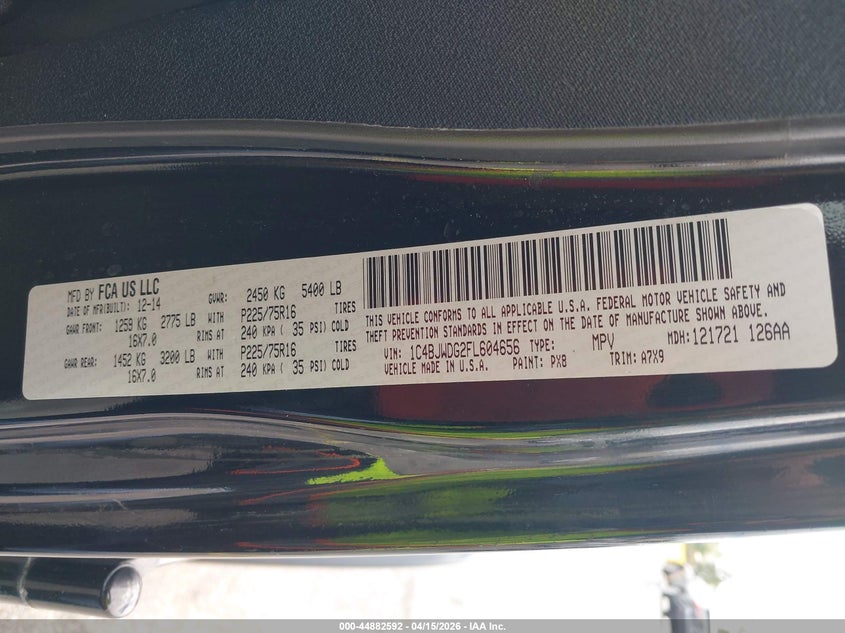 MFD BY FCA US LLC
DATE OF MFR(BUILT): 12-14 GVWR: 2450 KG 5400 LB
GAWR FRONT: 1259 KG 2775 LB WITH P225/75R16 TIRES
16X7.0 RIMS AT 240 KPA ( 35 PSI) COLD
GAWR REAR: 1452 KG 3200 LB WITH P225/75R16 TIRES
16X7.0 RIMS AT 240 KPA ( 35 PSI) COLD
THIS VEHICLE CONFORMS TO ALL APPLICABLE U.S.A. FEDERAL MOTOR VEHICLE SAFETY AND
THEFT PREVENTION STANDARDS IN EFFECT ON THE DATE OF MANUFACTURE SHOWN ABOVE.
VIN: 1C4BJWDG2FL604656 TYPE: MPV MDH: 121721 126AA
VEHICLE MADE IN U.S.A. PAINT: PX8 TRIM: A7X9
000-44882592 - 04/15/2026 - IAA Inc.